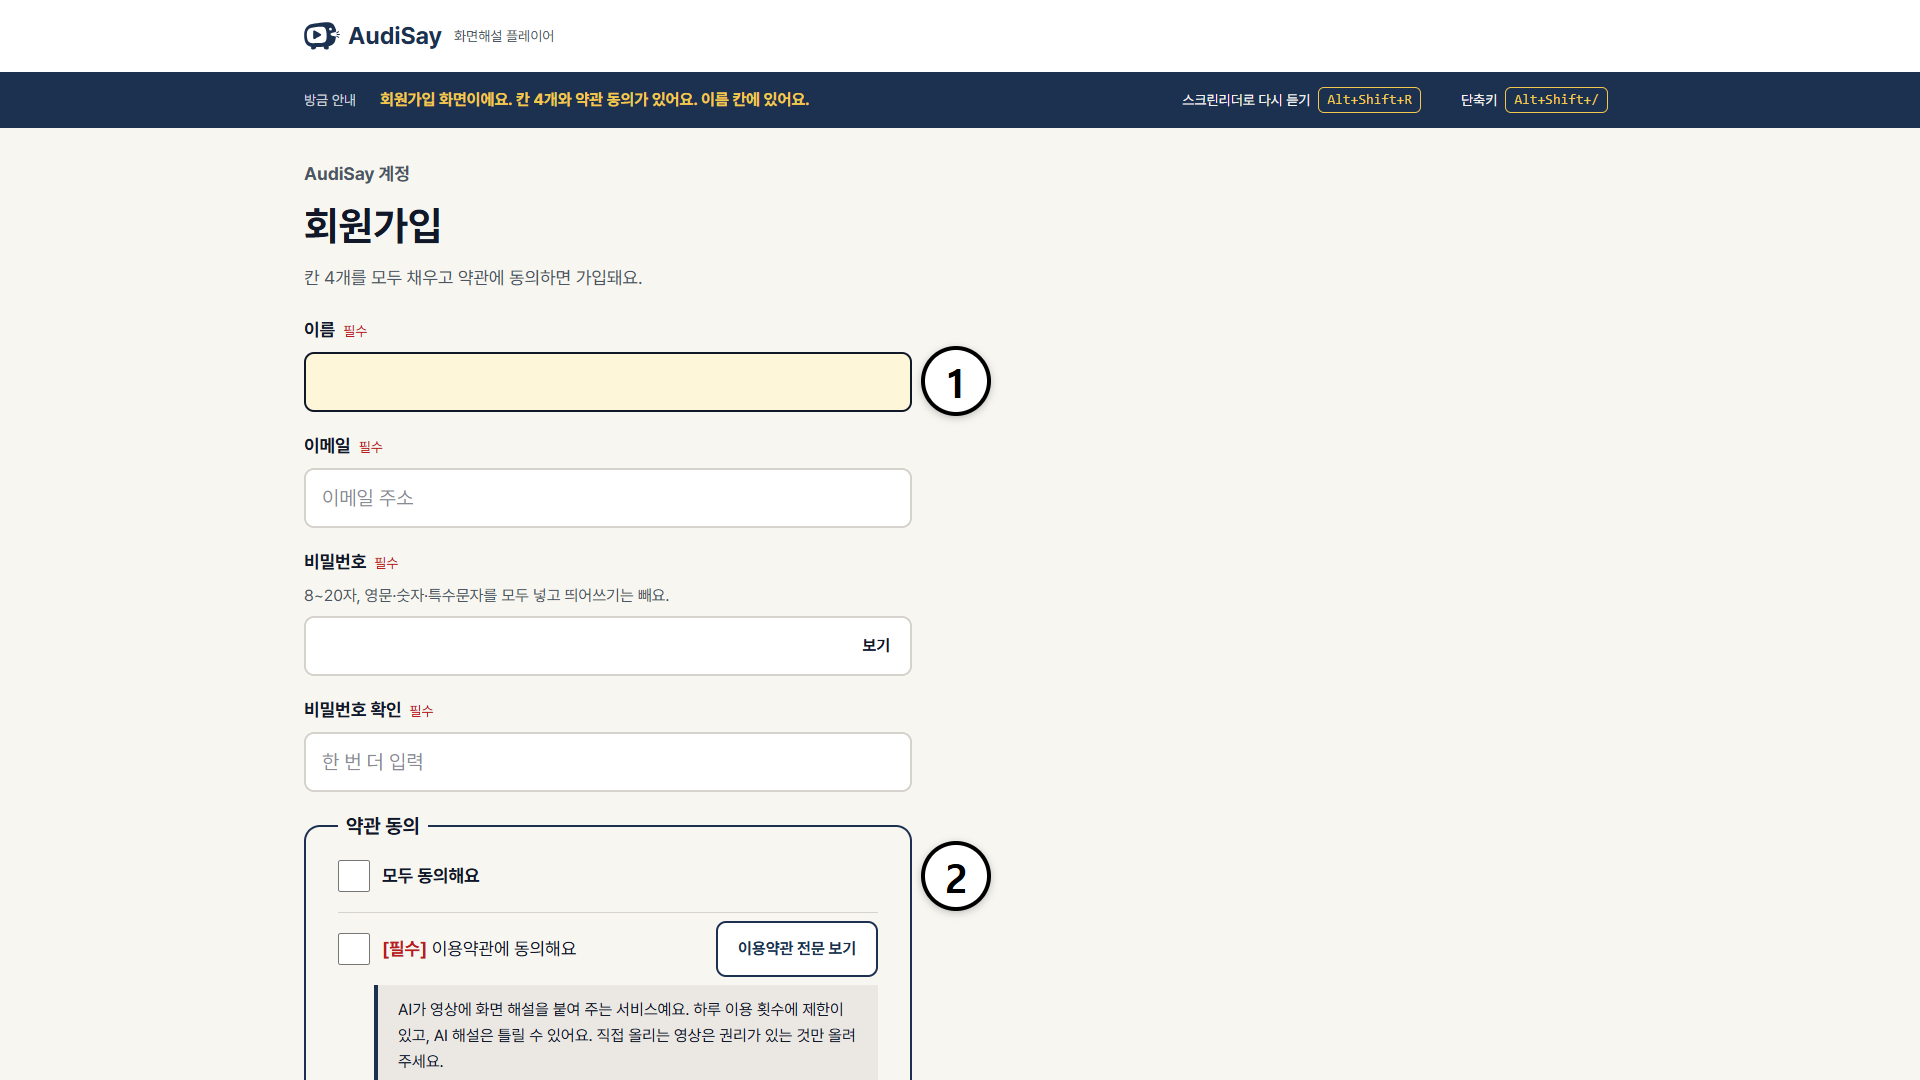 AudiSay 화면해설 플레이어
방금 안내 회원가입 화면이에요. 칸 4개와 약관 동의가 있어요. 이름 칸에 있어요. 스크린리더로 다시 듣기 Alt+Shift+R 단축키 Alt+Shift+/
AudiSay 계정
회원가입
칸 4개를 모두 채우고 약관에 동의하면 가입돼요.
이름 필수
1
이메일 필수
이메일 주소
비밀번호 필수
8~20자, 영문·숫자·특수문자를 모두 넣고 띄어쓰기는 빼요.
보기
비밀번호 확인 필수
한 번 더 입력
약관 동의
모두 동의해요
2
[필수] 이용약관에 동의해요 이용약관 전문 보기
AI가 영상에 화면 해설을 붙여 주는 서비스예요. 하루 이용 횟수에 제한이
있고, AI 해설은 틀릴 수 있어요. 직접 올리는 영상은 권리가 있는 것만 올려
주세요.